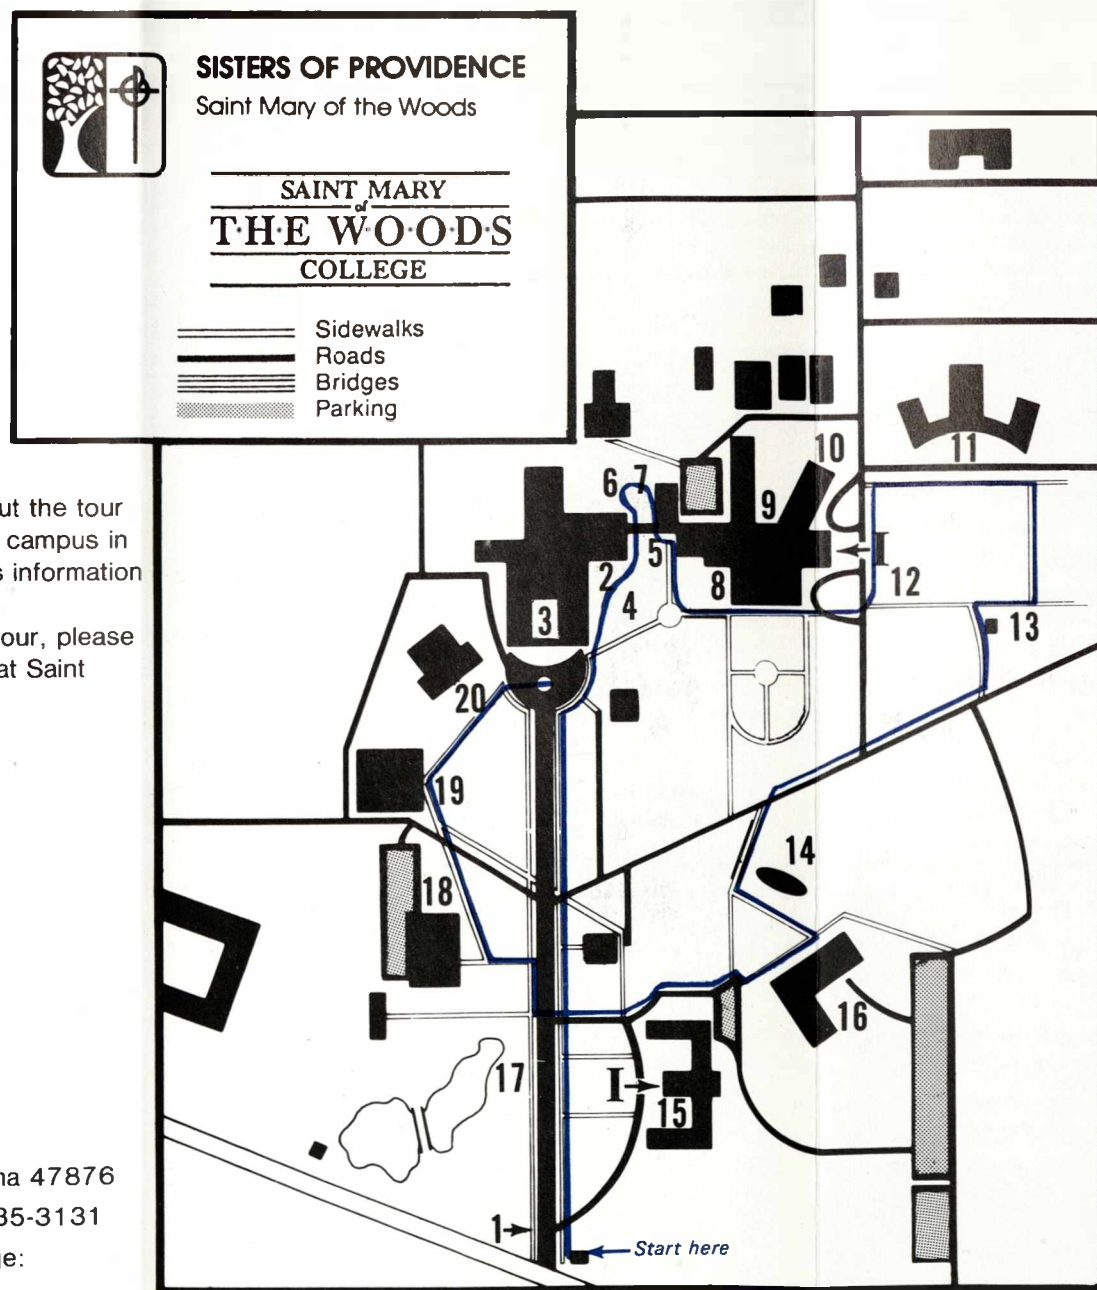 SISTERS OF PROVIDENCE
Saint Mary of the Woods
SAINT MARY
of
T·H·E W·O·O·D·S
COLLEGE
Sidewalks
Roads
Bridges
Parking
ut the tour
campus in
s information
our, please
at Saint
na 47876
35-3131
ge:
10
11
6
7
9
I
5
2
8
12
4
3
13
20
19
14
18
16
17
I
15
1
Start here